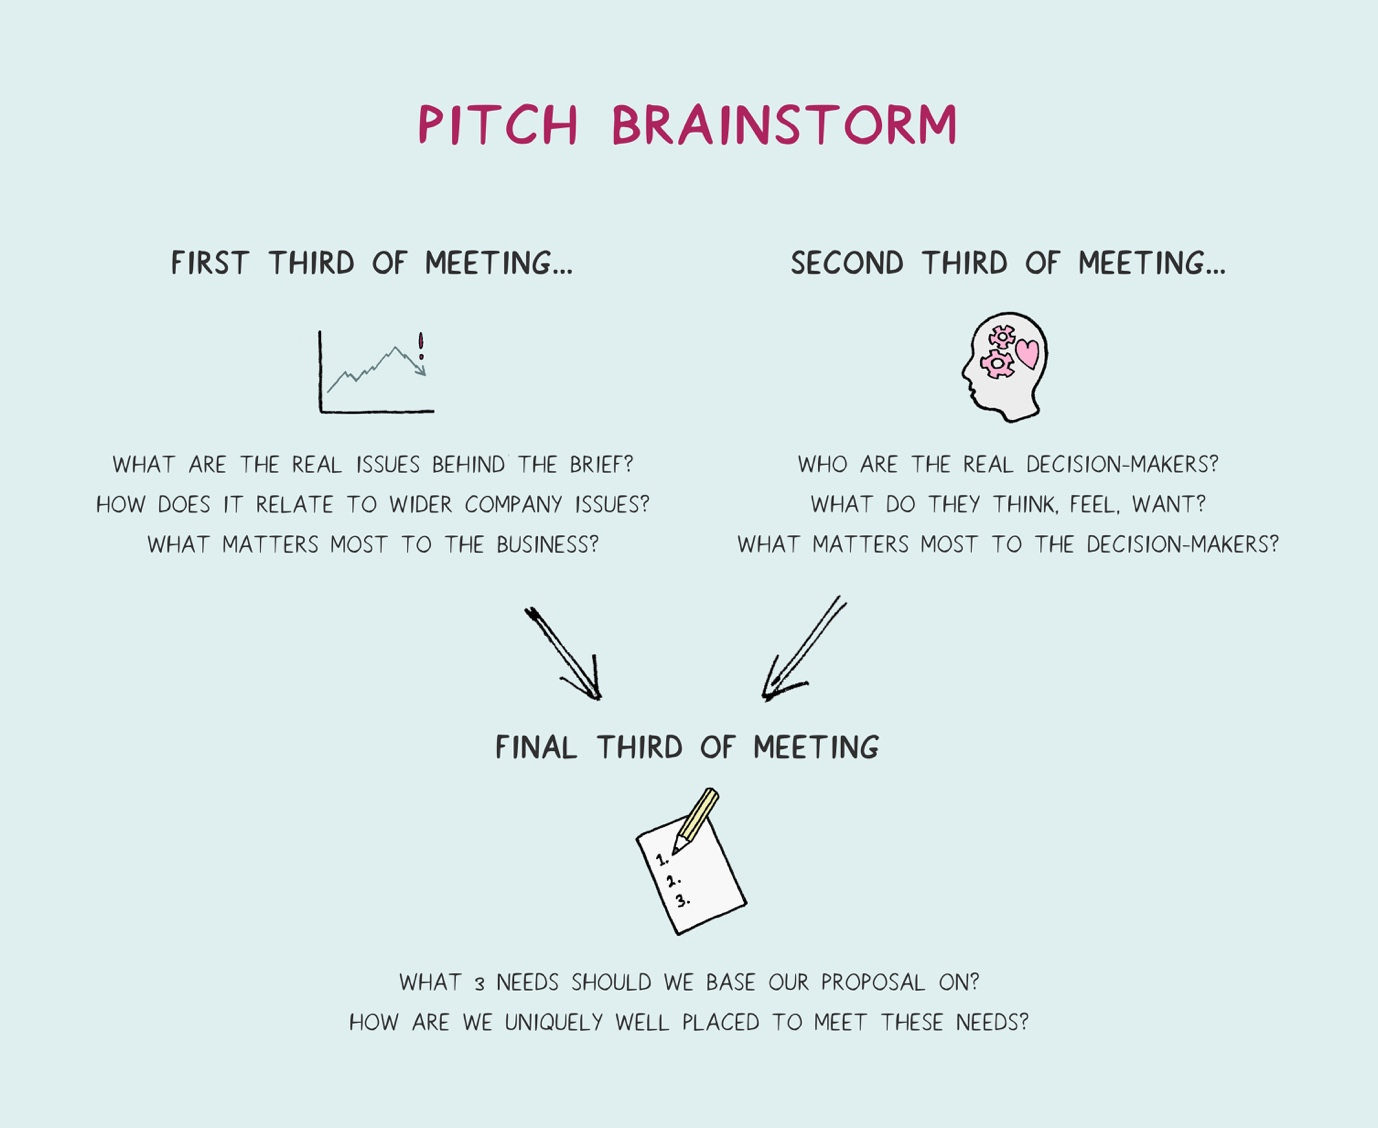 PITCH BRAINSTORM
FIRST THIRD OF MEETING...
WHAT ARE THE REAL ISSUES BEHIND THE BRIEF?
HOW DOES IT RELATE TO WIDER COMPANY ISSUES?
WHAT MATTERS MOST TO THE BUSINESS?
SECOND THIRD OF MEETING...
WHO ARE THE REAL DECISION-MAKERS?
WHAT DO THEY THINK, FEEL, WANT?
WHAT MATTERS MOST TO THE DECISION-MAKERS?
FINAL THIRD OF MEETING
1.
2.
3.
WHAT 3 NEEDS SHOULD WE BASE OUR PROPOSAL ON?
HOW ARE WE UNIQUELY WELL PLACED TO MEET THESE NEEDS?